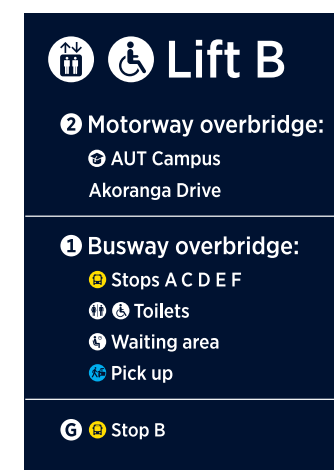 Lift B
2 Motorway overbridge:
AUT Campus
Akoranga Drive
1 Busway overbridge:
Stops A C D E F
Toilets
Waiting area
Pick up
G Stop B